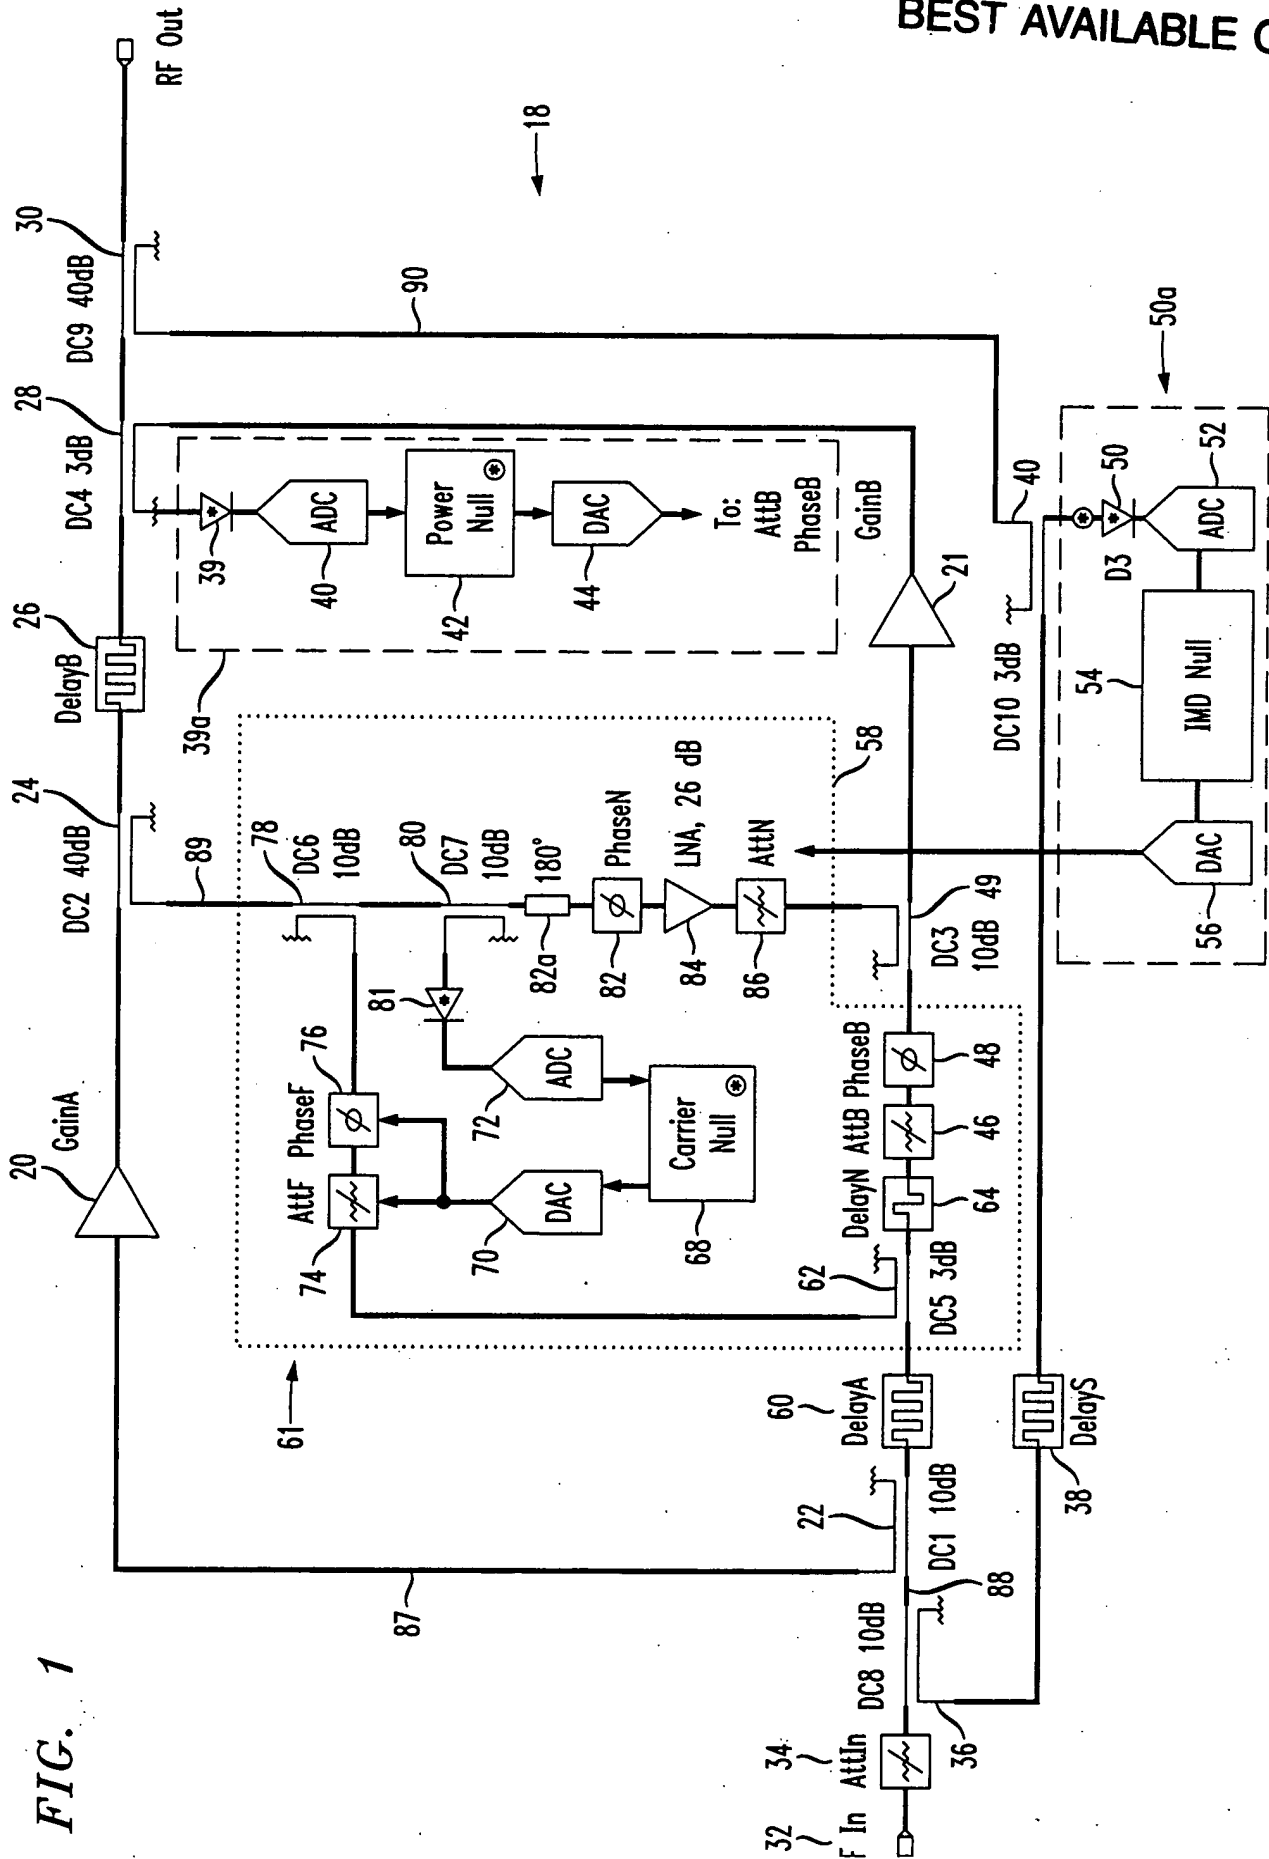 BEST AVAILABLE C
FIG. 1
RF Out
18
30
DC9 40dB
90
28
DC4 3dB
26
DelayB
24
DC2 40dB
89
20
GainA
39
ADC
40
Power
Null
42
DAC
44
To:
AttB
PhaseB
39a
GainB
21
50a
40
DC10 3dB
50
D3
52
ADC
54
IMD Null
DAC
56
58
78
DC6
10dB
80
DC7
10dB
180°
82a
PhaseN
82
LNA, 26 dB
84
AttN
86
81
76
PhaseF
AttF
74
72
ADC
70
DAC
Carrier
Null
68
61
49
DC3
10dB
48
PhaseB
46
AttB
64
DelayN
62
DC5 3dB
60
DelayA
DelayS
38
22
DC1 10dB
88
87
DC8 10dB
36
34
AttIn
32
F In